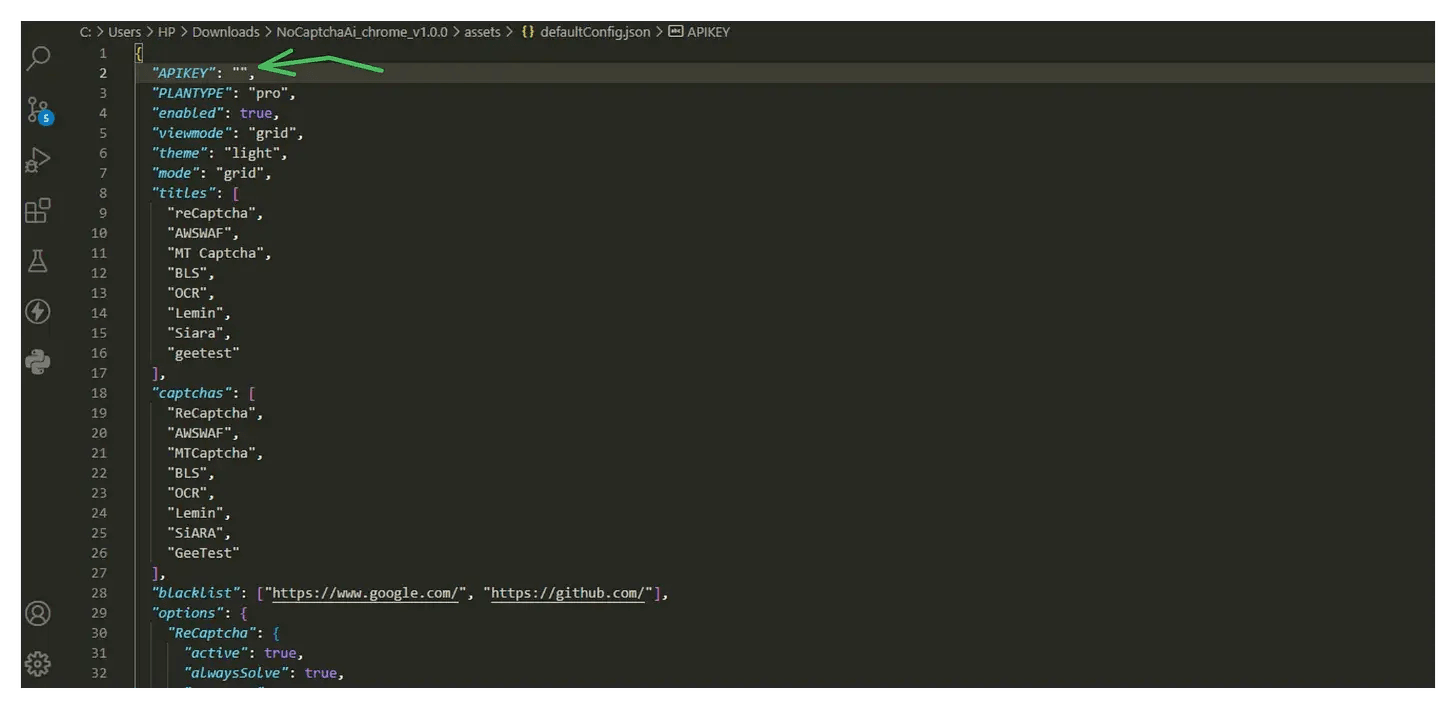 C: > Users > HP > Downloads > NoCaptchaAi_chrome_v1.0.0 > assets > {} defaultConfig.json > APIKEY
1 {
2 "APIKEY": "",
3 "PLANTYPE": "pro",
4 "enabled": true,
5 "viewmode": "grid",
6 "theme": "light",
7 "mode": "grid",
8 "titles": [
9 "reCaptcha",
10 "AWSWAF",
11 "MT Captcha",
12 "BLS",
13 "OCR",
14 "Lemin",
15 "Siara",
16 "geetest"
17 ],
18 "captchas": [
19 "ReCaptcha",
20 "AWSWAF",
21 "MTCaptcha",
22 "BLS",
23 "OCR",
24 "Lemin",
25 "SiARA",
26 "GeeTest"
27 ],
28 "blacklist": ["https://www.google.com/", "https://github.com/"],
29 "options": {
30 "ReCaptcha": {
31 "active": true,
32 "alwaysSolve": true,
5